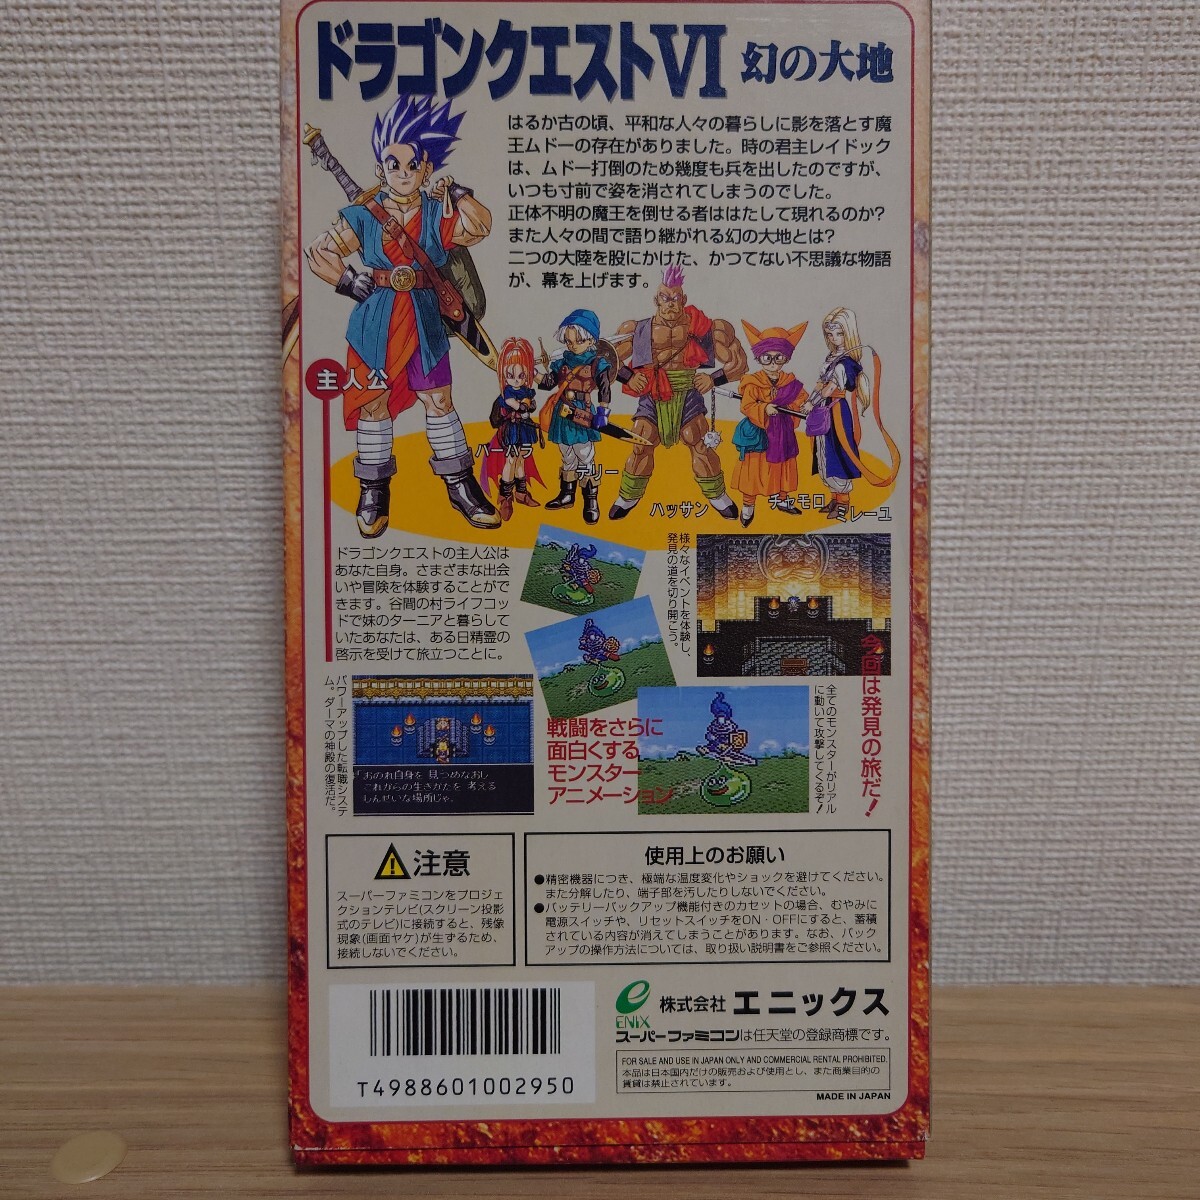 ドラゴンクエストVI 幻の大地
はるか古の頃、平和な人々の暮らしに影を落とす魔
王ムドーの存在がありました。時の君主レイドック
は、ムドー打倒のため幾度も兵を出したのですが、
いつも寸前で姿を消されてしまうのでした。
正体不明の魔王を倒せる者ははたして現れるのか?
また人々の間で語り継がれる幻の大地とは?
二つの大陸を股にかけた、かつてない不思議な物語
が、幕を上げます。
主人公
バーバラ
テリー
ハッサン
チャモロ
ミレーユ
ドラゴンクエストの主人公は
あなた自身。さまざまな出会
いや冒険を体験することがで
きます。谷間の村ライフコッ
ドで妹のターニアと暮らして
いたあなたは、ある日精霊の
啓示を受けて旅立つことに。
様々なイベントを体験し、
発見の道を切り開こう。
今回は発見の旅だ!
パワーアップした転職システ
ム。ダーマの神殿の復活だ。
「おのれ自身を 見つめなおし
これからの生きかたを 考える
しんせいな場所じゃ。
戦闘をさらに
面白くする
モンスター
アニメーション
全てのモンスターがリアル
に動いて攻撃してくるぞ!
注意
スーパーファミコンをプロジェ
クションテレビ(スクリーン投影
式のテレビ)に接続すると、残像
現象(画面ヤケ)が生ずるため、
接続しないでください。
使用上のお願い
●精密機器につき、極端な温度変化やショックを避けてください。
また分解したり、端子部を汚したりしないでください。
●バッテリーバックアップ機能付きのカセットの場合、むやみに
電源スイッチや、リセットスイッチをON・OFFにすると、蓄積
されている内容が消えてしまうことがあります。なお、バック
アップの操作方法については、取り扱い説明書をご参照ください。
T4988601002950
ENIX
株式会社 エニックス
スーパーファミコンは任天堂の登録商標です。
FOR SALE AND USE IN JAPAN ONLY AND COMMERCIAL RENTAL PROHIBITED.
本品は日本国内だけの販売および使用とし、また商業目的の
賃貸は禁止されています。
MADE IN JAPAN